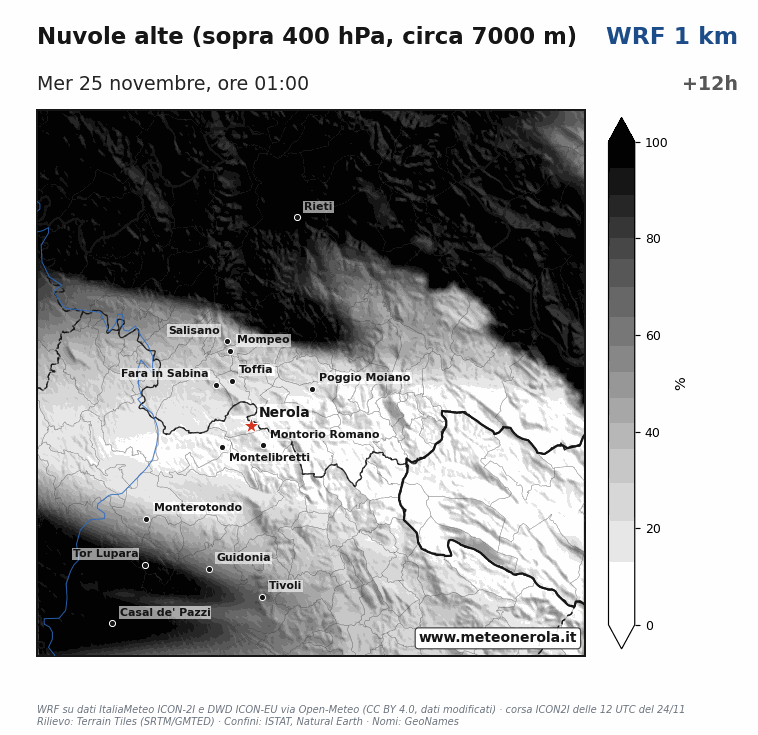 Nuvole alte (sopra 400 hPa, circa 7000 m) WRF 1 km
Mer 25 novembre, ore 01:00 +12h
100
Rieti
80
Salisano
60
Mompeo
Toffia
Fara in Sabina
Poggio Moiano
%
Nerola
40
Montorio Romano
Montelibretti
Monterotondo
20
Tor Lupara
Guidonia
Tivoli
Casal de' Pazzi
0
www.meteonerola.it
WRF su dati ItaliaMeteo ICON-2I e DWD ICON-EU via Open-Meteo (CC BY 4.0, dati modificati) · corsa ICON2I delle 12 UTC del 24/11
Rilievo: Terrain Tiles (SRTM/GMTED) · Confini: ISTAT, Natural Earth · Nomi: GeoNames